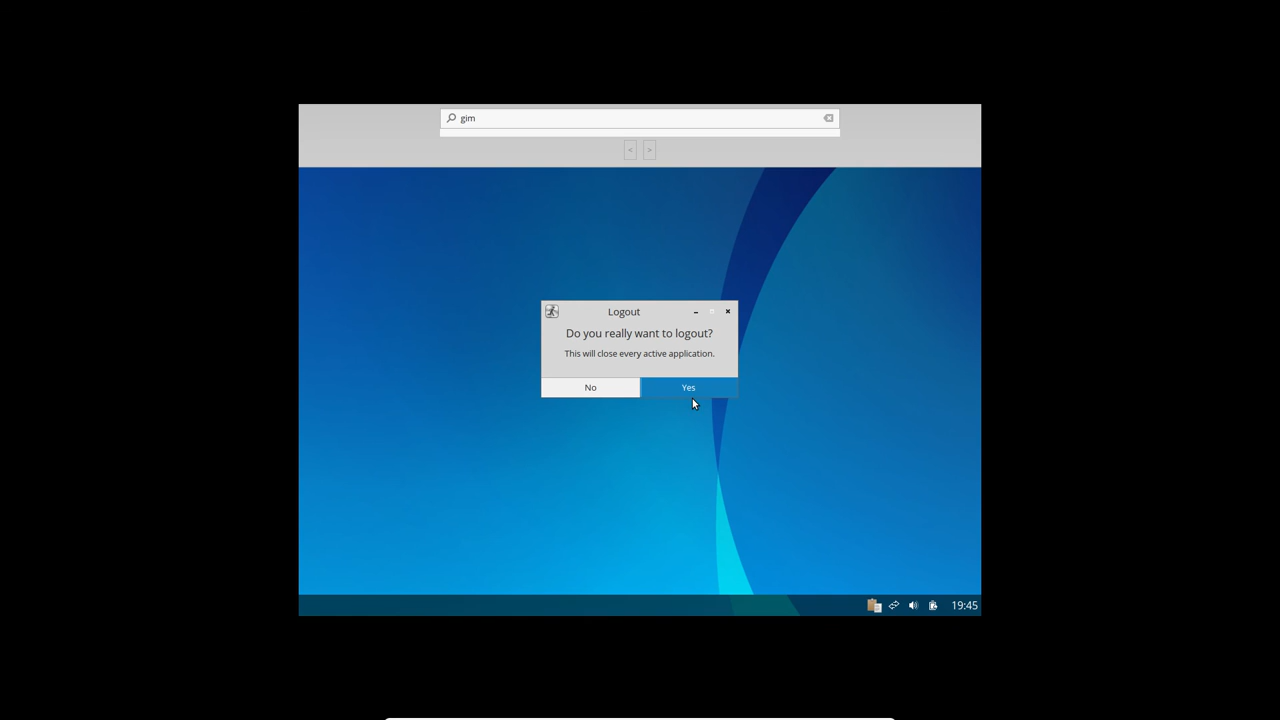 gim
< >
Logout
Do you really want to logout?
This will close every active application.
No Yes
19:45